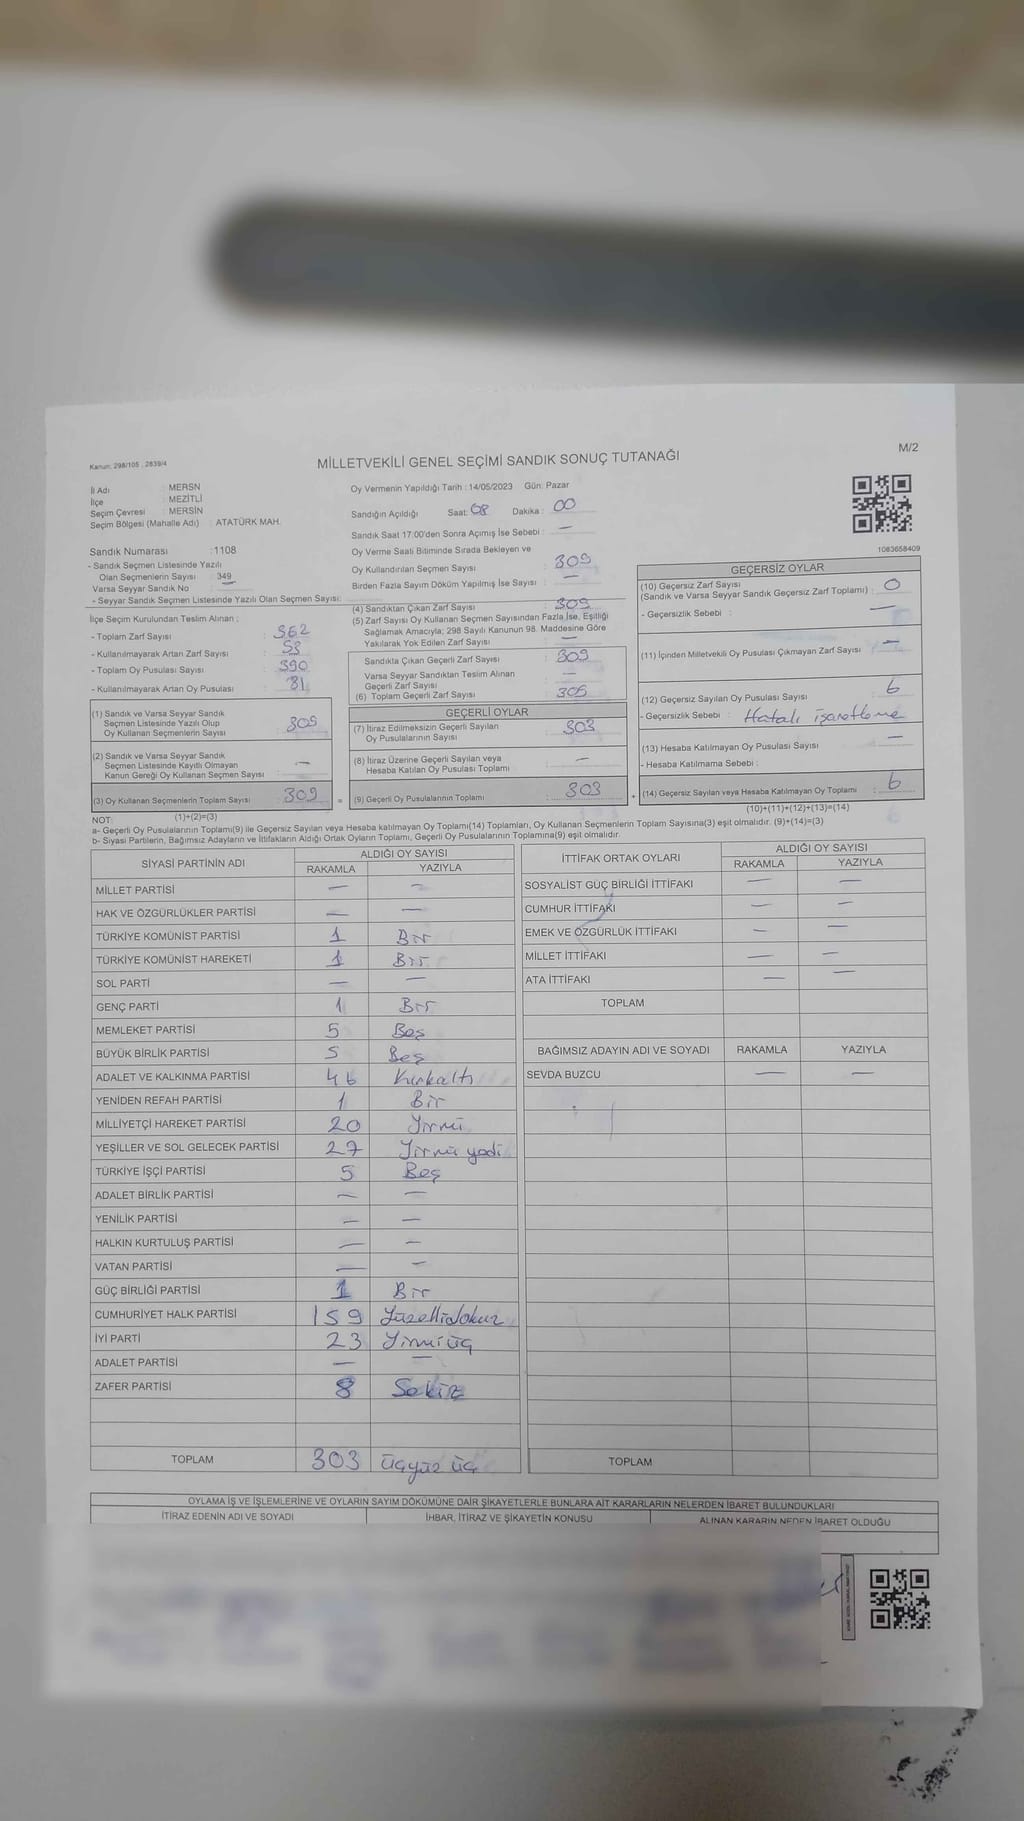 Kanun: 298/105 , 2839/4
MİLLETVEKİLİ GENEL SEÇİMİ SANDIK SONUÇ TUTANAĞI
M/2
İl Adı : MERSN
İlçe : MEZİTLİ
Seçim Çevresi : MERSİN
Seçim Bölgesi (Mahalle Adı) : ATATÜRK MAH.
Sandık Numarası :1108
- Sandık Seçmen Listesinde Yazılı
Olan Seçmenlerin Sayısı : 349
Varsa Seyyar Sandık No :
- Seyyar Sandık Seçmen Listesinde Yazılı Olan Seçmen Sayısı:
İlçe Seçim Kurulundan Teslim Alınan :
- Toplam Zarf Sayısı : 362
- Kullanılmayarak Artan Zarf Sayısı : 53
- Toplam Oy Pusulası Sayısı : 390
- Kullanılmayarak Artan Oy Pusulası : 81
(1) Sandık ve Varsa Seyyar Sandık
Seçmen Listesinde Yazılı Olup
Oy Kullanan Seçmenlerin Sayısı : 309
(2) Sandık ve Varsa Seyyar Sandık
Seçmen Listesinde Kayıtlı Olmayan
Kanun Gereği Oy Kullanan Seçmen Sayısı : —
(3) Oy Kullanan Seçmenlerin Toplam Sayısı : 309
Oy Vermenin Yapıldığı Tarih : 14/05/2023 Gün: Pazar
Sandığın Açıldığı Saat: 08 Dakika : 00
Sandık Saat 17:00'den Sonra Açımış İse Sebebi : —
Oy Verme Saati Bitiminde Sırada Bekleyen ve
Oy Kullandırılan Seçmen Sayısı : 309
Birden Fazla Sayım Döküm Yapılmış İse Sayısı : —
(4) Sandıktan Çıkan Zarf Sayısı : 309
(5) Zarf Sayısı Oy Kullanan Seçmen Sayısından Fazla İse, Eşitliği
Sağlamak Amacıyla; 298 Sayılı Kanunun 98. Maddesine Göre
Yakılarak Yok Edilen Zarf Sayısı : —
Sandıkta Çıkan Geçerli Zarf Sayısı : 309
Varsa Seyyar Sandıktan Teslim Alınan
Geçerli Zarf Sayısı : —
(6) Toplam Geçerli Zarf Sayısı : 309
GEÇERLİ OYLAR
(7) İtiraz Edilmeksizin Geçerli Sayılan
Oy Pusulalarının Sayısı : 303
(8) İtiraz Üzerine Geçerli Sayılan veya
Hesaba Katılan Oy Pusulası Toplamı : —
= (9) Geçerli Oy Pusulalarının Toplamı : 303
1083658409
GEÇERSİZ OYLAR
(10) Geçersiz Zarf Sayısı
(Sandık ve Varsa Seyyar Sandık Geçersiz Zarf Toplamı) : 0
- Geçersizlik Sebebi : —
(11) İçinden Milletvekili Oy Pusulası Çıkmayan Zarf Sayısı : —
(12) Geçersiz Sayılan Oy Pusulası Sayısı : 6
- Geçersizlik Sebebi : Hatalı işaretleme
(13) Hesaba Katılmayan Oy Pusulası Sayısı : —
- Hesaba Katılmama Sebebi :
+ (14) Geçersiz Sayılan veya Hesaba Katılmayan Oy Toplamı : 6
(10)+(11)+(12)+(13)=(14)
NOT: (1)+(2)=(3)
a- Geçerli Oy Pusulalarının Toplamı(9) ile Geçersiz Sayılan veya Hesaba katılmayan Oy Toplamı(14) Toplamları, Oy Kullanan Seçmenlerin Toplam Sayısına(3) eşit olmalıdır. (9)+(14)=(3)
b- Siyasi Partilerin, Bağımsız Adayların ve İttifakların Aldığı Ortak Oyların Toplamı, Geçerli Oy Pusulalarının Toplamına(9) eşit olmalıdır.
SİYASİ PARTİNİN ADI ALDIĞI OY SAYISI
RAKAMLA YAZIYLA
MİLLET PARTİSİ — —
HAK VE ÖZGÜRLÜKLER PARTİSİ — —
TÜRKİYE KOMÜNİST PARTİSİ 1 Bir
TÜRKİYE KOMÜNİST HAREKETİ 1 Bir
SOL PARTİ — —
GENÇ PARTİ 1 Bir
MEMLEKET PARTİSİ 5 Beş
BÜYÜK BİRLİK PARTİSİ 5 Beş
ADALET VE KALKINMA PARTİSİ 46 Kırkaltı
YENİDEN REFAH PARTİSİ 1 Bir
MİLLİYETÇİ HAREKET PARTİSİ 20 Yirmi
YEŞİLLER VE SOL GELECEK PARTİSİ 27 Yirmi yedi
TÜRKİYE İŞÇİ PARTİSİ 5 Beş
ADALET BİRLİK PARTİSİ — —
YENİLİK PARTİSİ — —
HALKIN KURTULUŞ PARTİSİ — —
VATAN PARTİSİ — —
GÜÇ BİRLİĞİ PARTİSİ 1 Bir
CUMHURİYET HALK PARTİSİ 159 Yüzellidokuz
İYİ PARTİ 23 Yirmiüç
ADALET PARTİSİ — —
ZAFER PARTİSİ 8 Sekiz
TOPLAM 303 üçyüz üç
İTTİFAK ORTAK OYLARI ALDIĞI OY SAYISI
RAKAMLA YAZIYLA
SOSYALİST GÜÇ BİRLİĞİ İTTİFAKI — —
CUMHUR İTTİFAKI — —
EMEK VE ÖZGÜRLÜK İTTİFAKI — —
MİLLET İTTİFAKI — —
ATA İTTİFAKI — —
TOPLAM
BAĞIMSIZ ADAYIN ADI VE SOYADI RAKAMLA YAZIYLA
SEVDA BUZCU — —
TOPLAM
OYLAMA İŞ VE İŞLEMLERİNE VE OYLARIN SAYIM DÖKÜMÜNE DAİR ŞİKAYETLERLE BUNLARA AİT KARARLARIN NELERDEN İBARET BULUNDUKLARI
İTİRAZ EDENİN ADI VE SOYADI İHBAR, İTİRAZ VE ŞİKAYETİN KONUSU ALINAN KARARIN NEDEN İBARET OLDUĞU